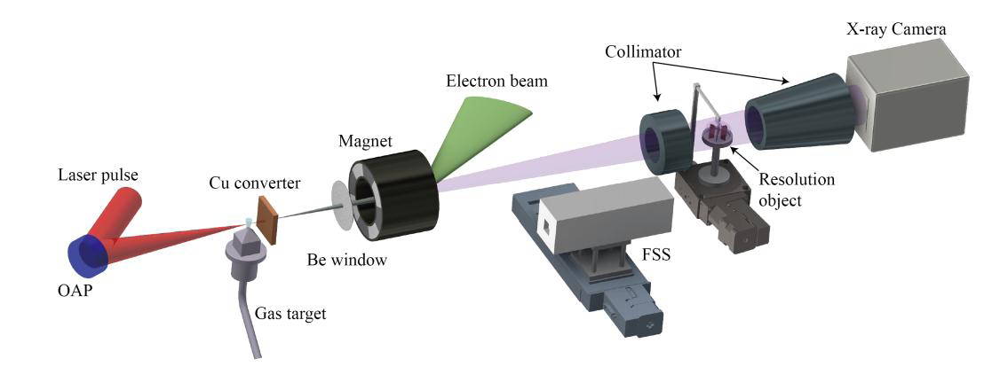 X-ray Camera
Collimator
Electron beam
Magnet
Laser pulse
Cu converter
Resolution
object
Be window
FSS
OAP
Gas target